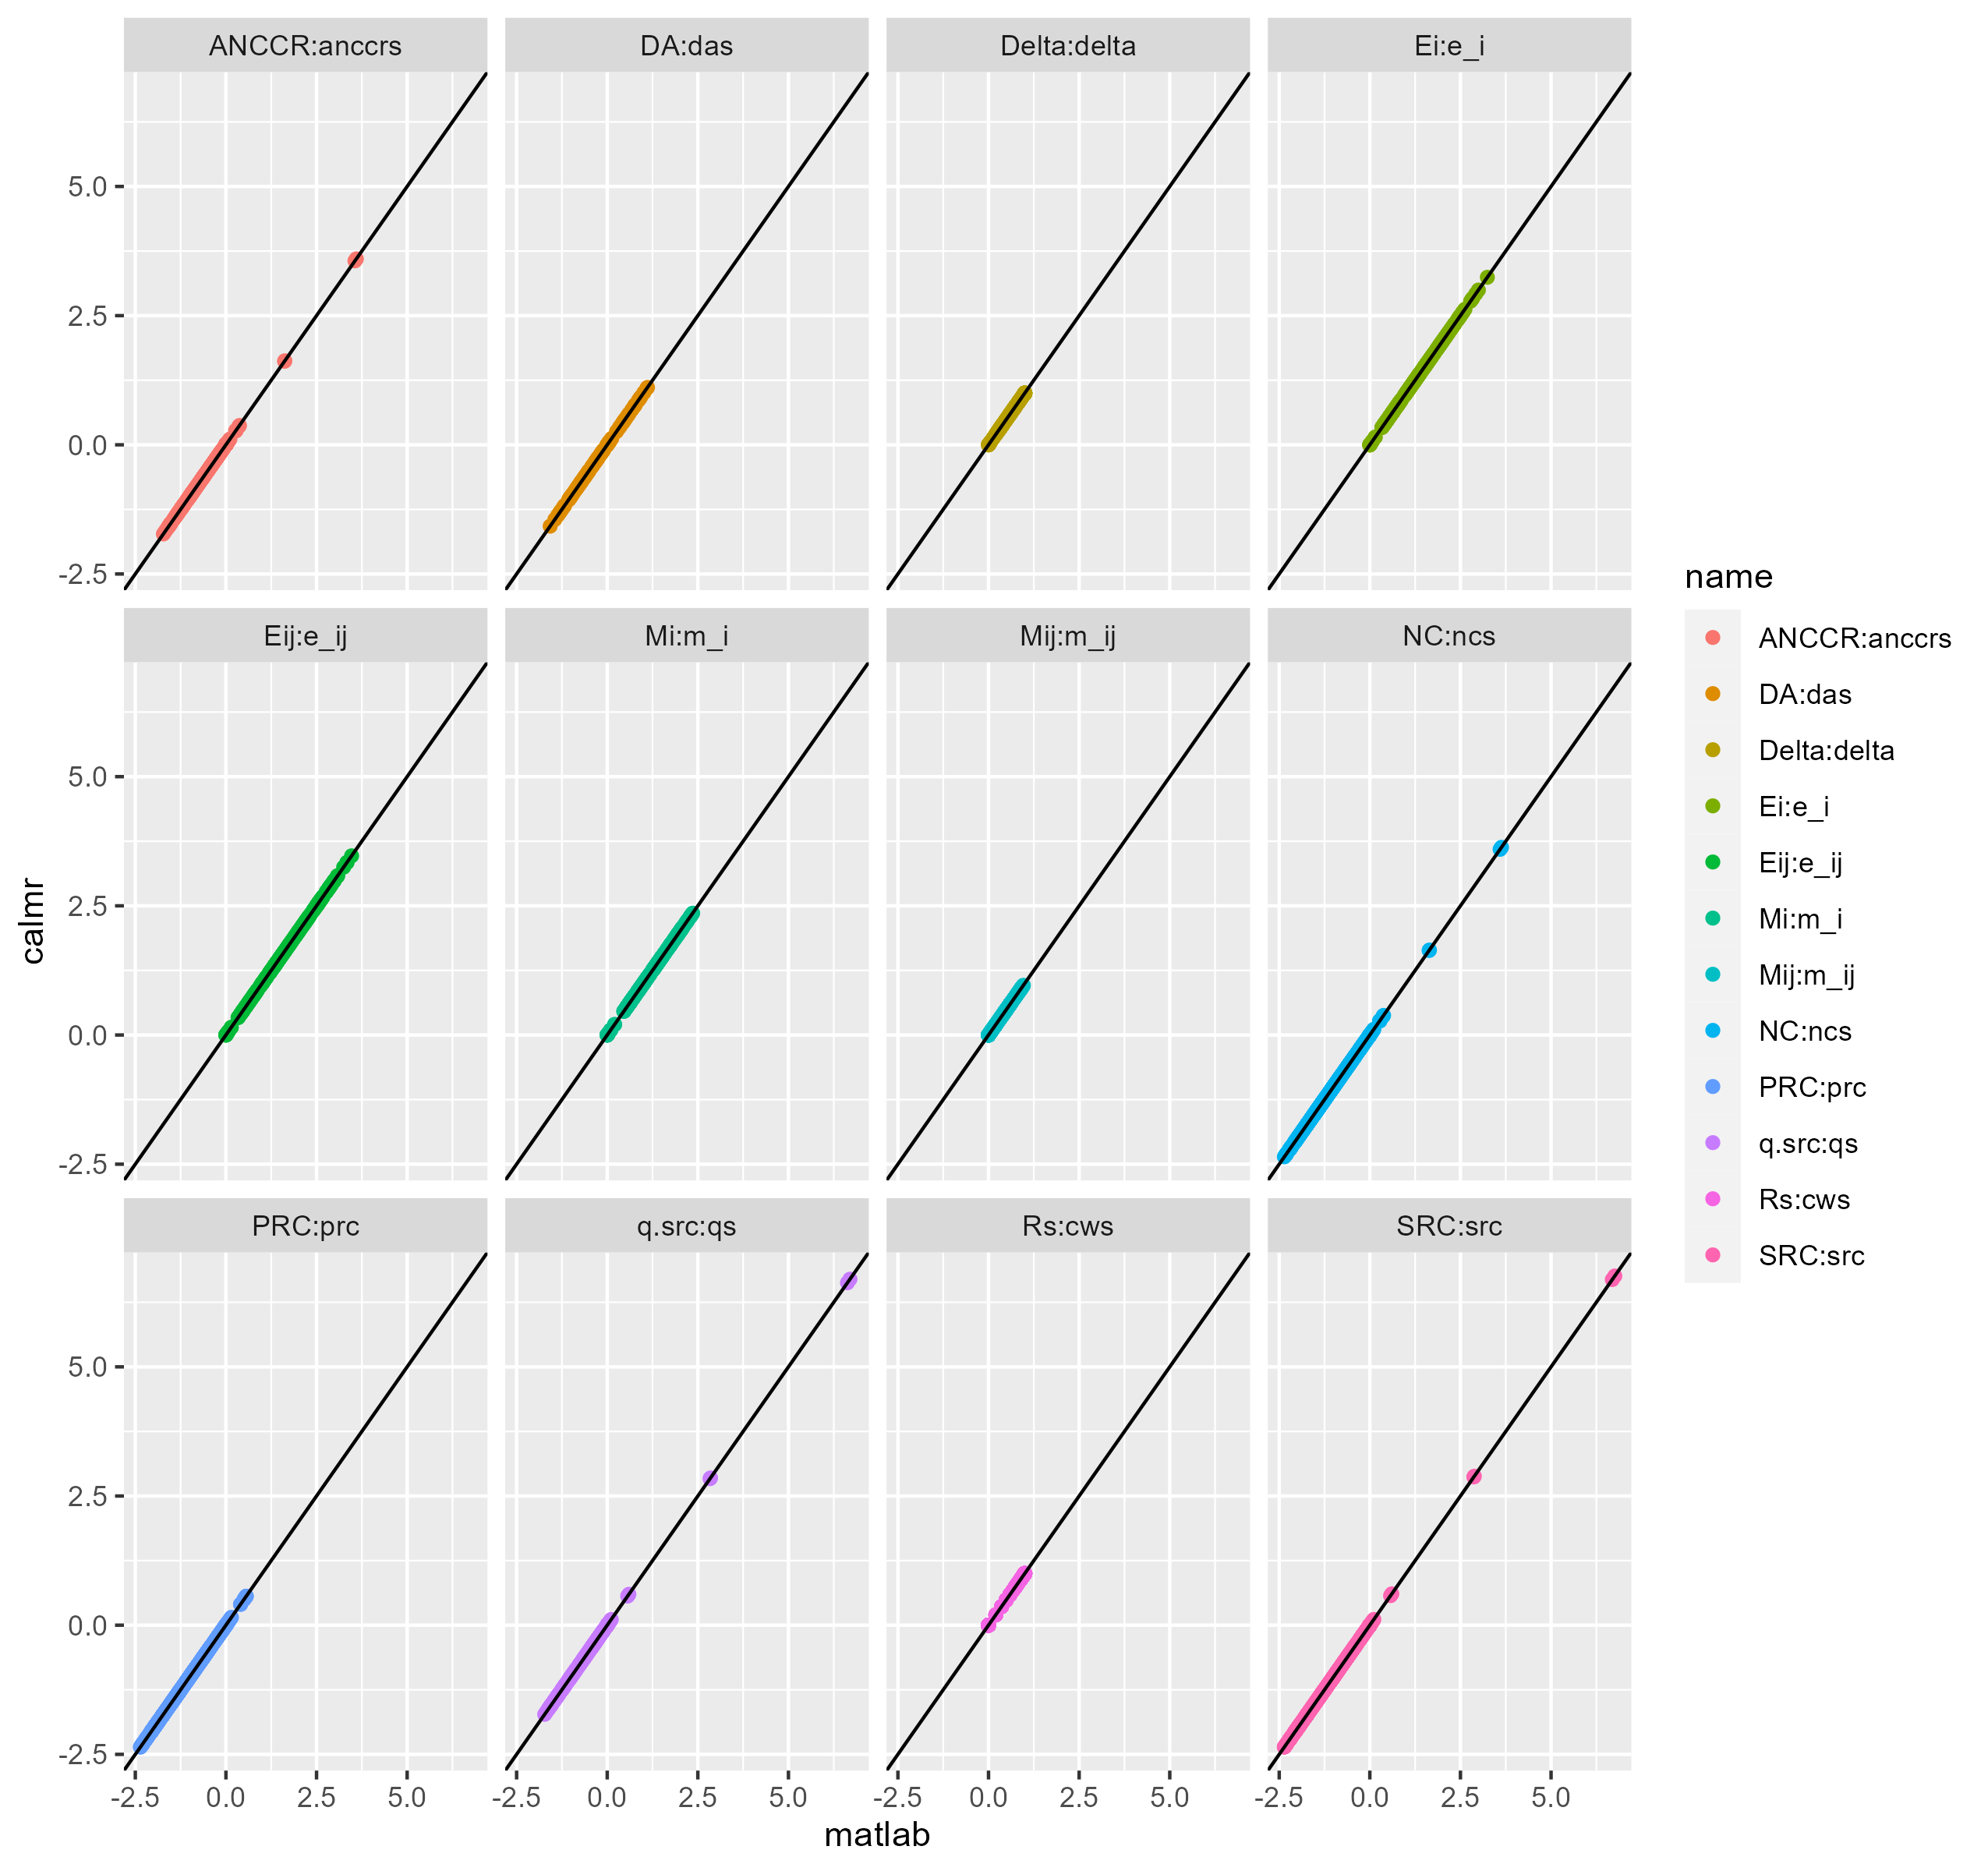 ANCCR:anccrs DA:das Delta:delta Ei:e_i
5.0
2.5
0.0
-2.5
Eij:e_ij Mi:m_i Mij:m_ij NC:ncs
5.0
2.5
0.0
-2.5
PRC:prc q.src:qs Rs:cws SRC:src
5.0
2.5
0.0
-2.5
-2.5 0.0 2.5 5.0 -2.5 0.0 2.5 5.0 -2.5 0.0 2.5 5.0 -2.5 0.0 2.5 5.0
matlab
calmr
name
ANCCR:anccrs
DA:das
Delta:delta
Ei:e_i
Eij:e_ij
Mi:m_i
Mij:m_ij
NC:ncs
PRC:prc
q.src:qs
Rs:cws
SRC:src